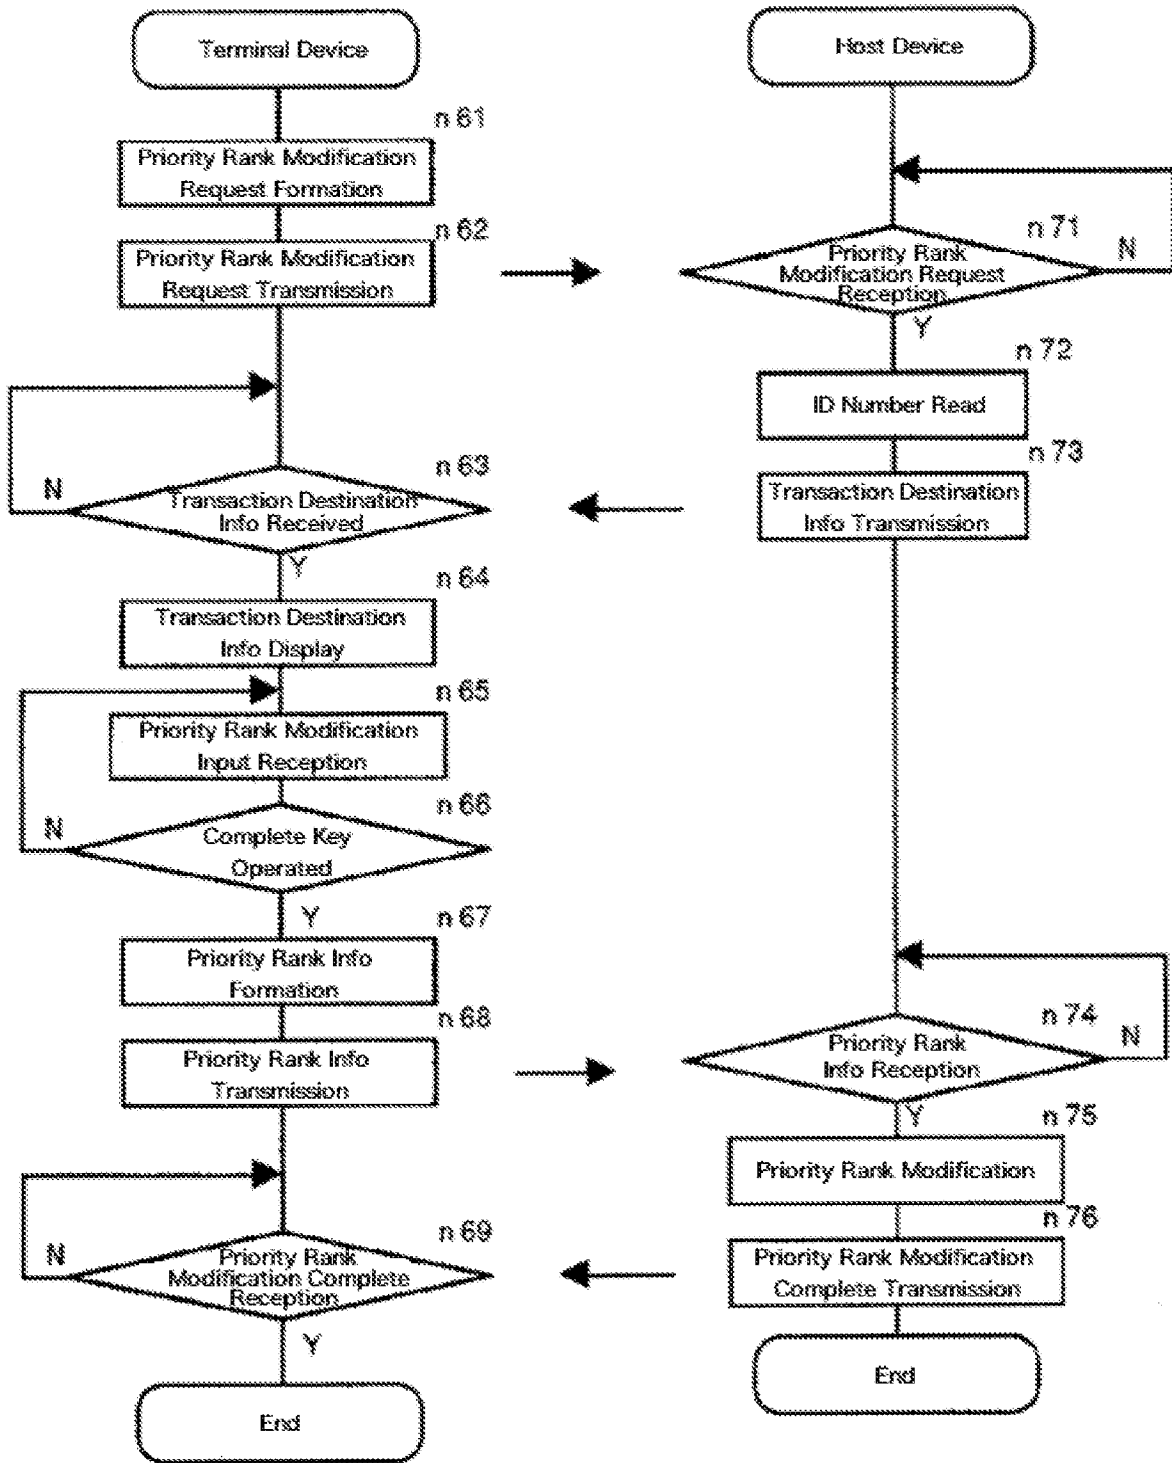 Terminal Device
n 61
Priority Rank Modification
Request Formation
n 62
Priority Rank Modification
Request Transmission
n 63
N
Transaction Destination
Info Received
Y
n 64
Transaction Destination
Info Display
n 65
Priority Rank Modification
Input Reception
n 66
N
Complete Key
Operated
Y
n 67
Priority Rank Info
Formation
n 68
Priority Rank Info
Transmission
n 69
N
Priority Rank
Modification Complete
Reception
Y
End
Host Device
n 71
N
Priority Rank
Modification Request
Reception
Y
n 72
ID Number Read
n 73
Transaction Destination
Info Transmission
n 74
N
Priority Rank
Info Reception
Y
n 75
Priority Rank Modification
n 76
Priority Rank Modification
Complete Transmission
End